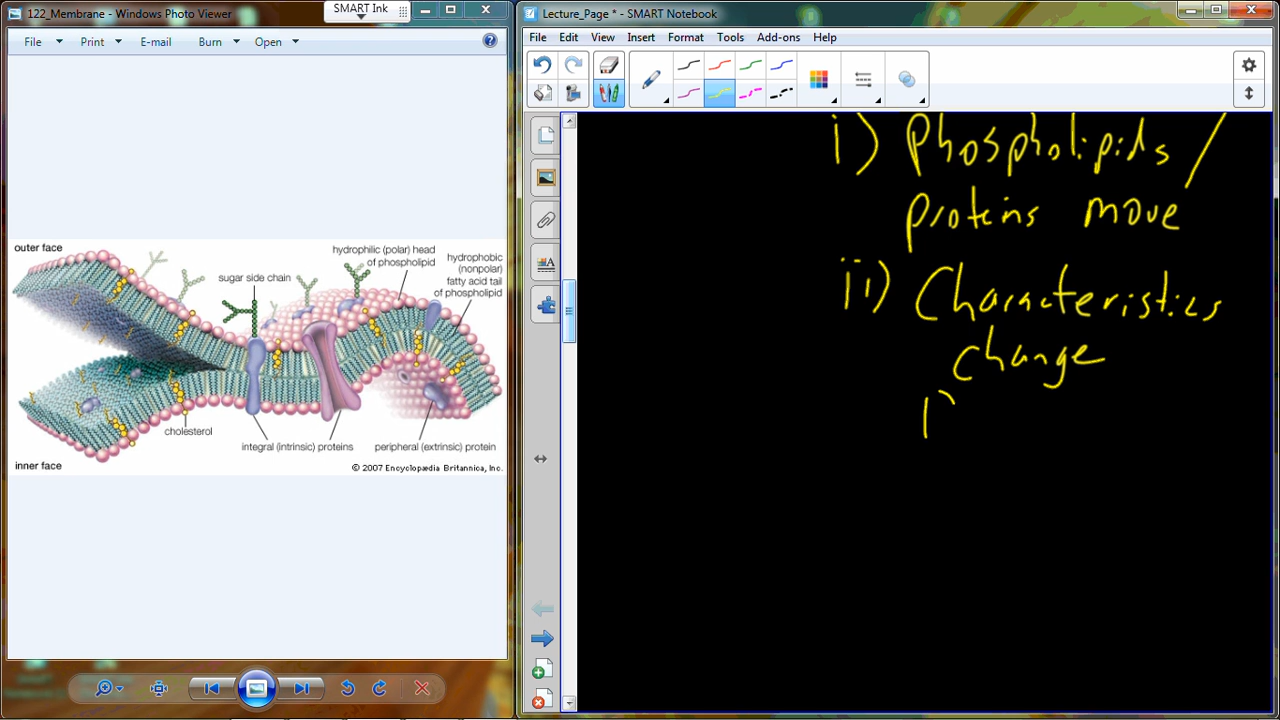 122_Membrane - Windows Photo Viewer
SMART Ink
File Print E-mail Burn Open
outer face
sugar side chain
hydrophilic (polar) head
of phospholipid
hydrophobic
(nonpolar)
fatty acid tail
of phospholipid
cholesterol
integral (intrinsic) proteins
peripheral (extrinsic) protein
inner face
© 2007 Encyclopædia Britannica, Inc.
Lecture_Page * - SMART Notebook
File Edit View Insert Format Tools Add-ons Help
i) Phospholipids /
proteins move
ii) Characteristics
change